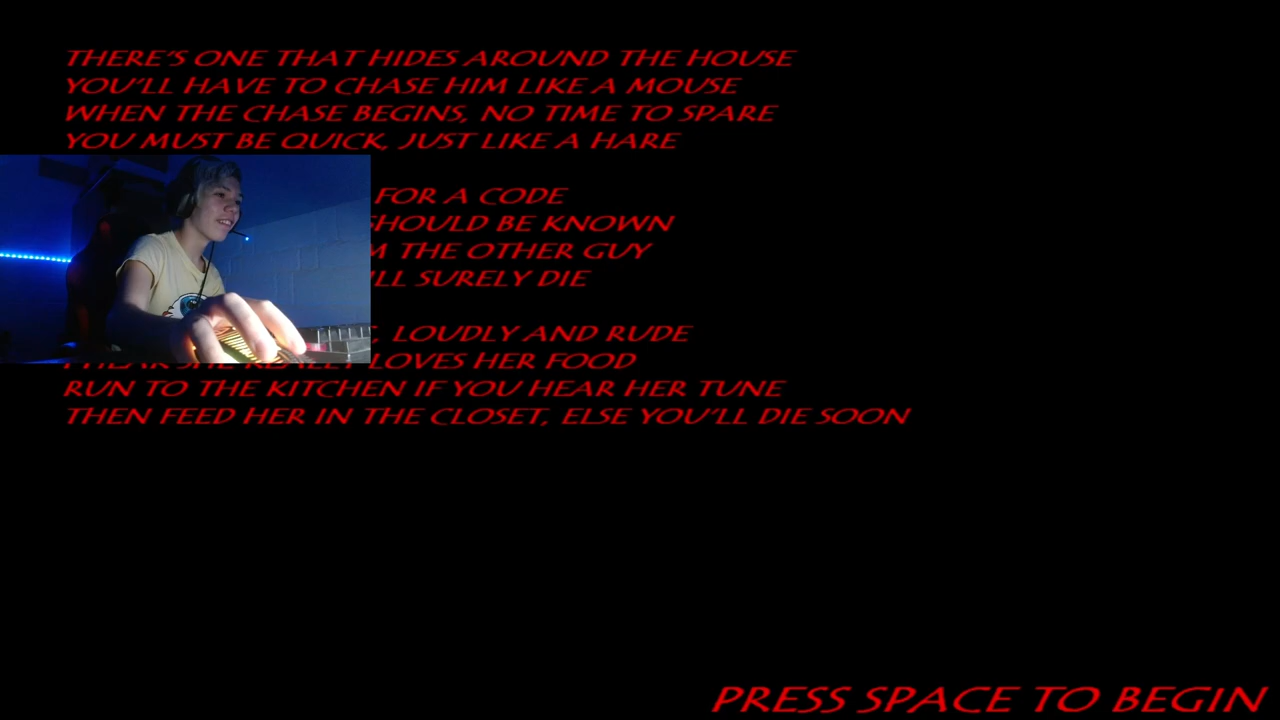 THERE'S ONE THAT HIDES AROUND THE HOUSE
YOU'LL HAVE TO CHASE HIM LIKE A MOUSE
WHEN THE CHASE BEGINS, NO TIME TO SPARE
YOU MUST BE QUICK, JUST LIKE A HARE
FOR A CODE
SHOULD BE KNOWN
THE OTHER GUY
SURELY DIE
LOUDLY AND RUDE
LOVES HER FOOD
RUN TO THE KITCHEN IF YOU HEAR HER TUNE
THEN FEED HER IN THE CLOSET, ELSE YOU'LL DIE SOON
PRESS SPACE TO BEGIN